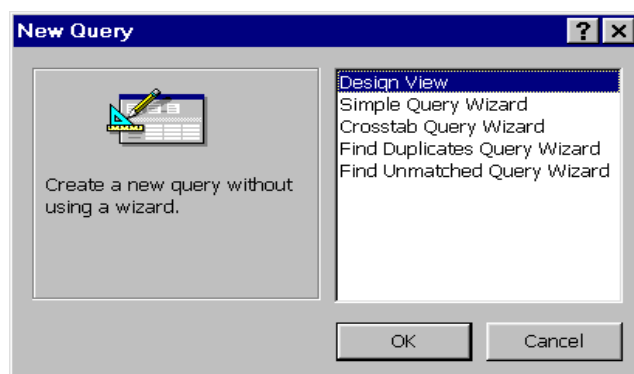 New Query
Design View
Simple Query Wizard
Crosstab Query Wizard
Find Duplicates Query Wizard
Find Unmatched Query Wizard
Create a new query without
using a wizard.
OK
Cancel